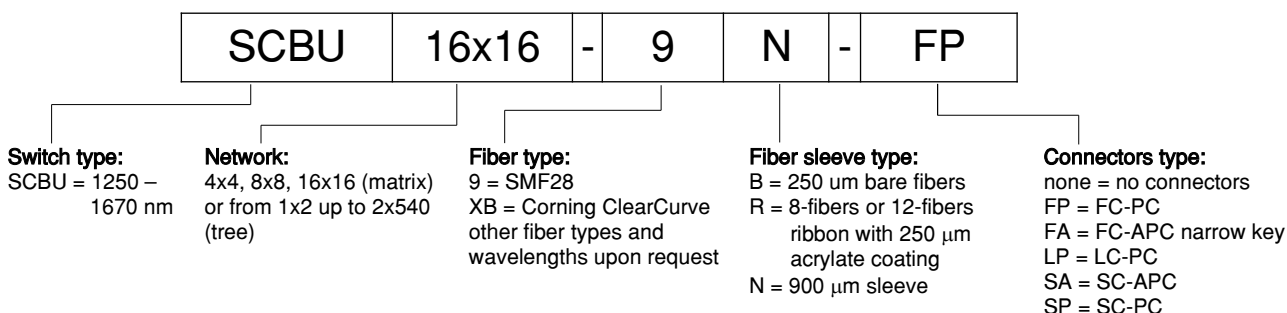 SCBU 16x16 - 9 N - FP
Switch type:
SCBU = 1250 –
1670 nm
Network:
4x4, 8x8, 16x16 (matrix)
or from 1x2 up to 2x540
(tree)
Fiber type:
9 = SMF28
XB = Corning ClearCurve
other fiber types and
wavelengths upon request
Fiber sleeve type:
B = 250 um bare fibers
R = 8-fibers or 12-fibers
ribbon with 250 μm
acrylate coating
N = 900 μm sleeve
Connectors type:
none = no connectors
FP = FC-PC
FA = FC-APC narrow key
LP = LC-PC
SA = SC-APC
SP = SC-PC